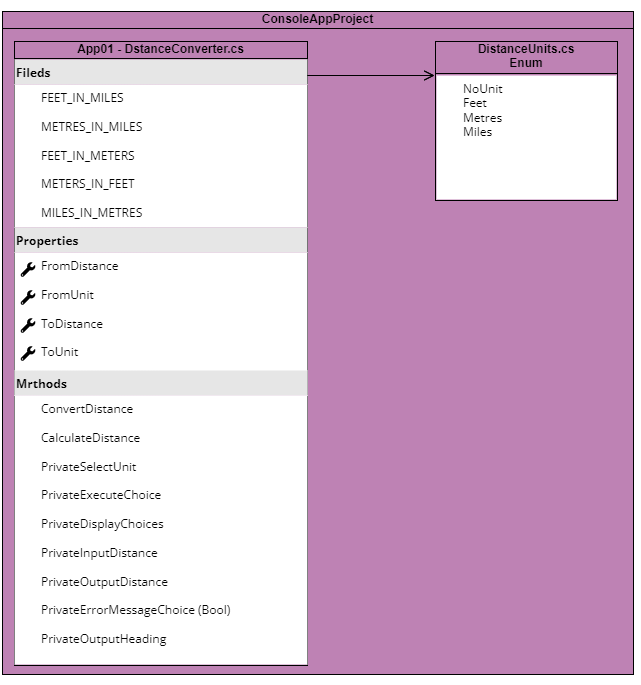 ConsoleAppProject
App01 - DstanceConverter.cs
Fileds
FEET_IN_MILES
METRES_IN_MILES
FEET_IN_METERS
METERS_IN_FEET
MILES_IN_METRES
Properties
FromDistance
FromUnit
ToDistance
ToUnit
Mrthods
ConvertDistance
CalculateDistance
PrivateSelectUnit
PrivateExecuteChoice
PrivateDisplayChoices
PrivateInputDistance
PrivateOutputDistance
PrivateErrorMessageChoice (Bool)
PrivateOutputHeading
DistanceUnits.cs
Enum
NoUnit
Feet
Metres
Miles